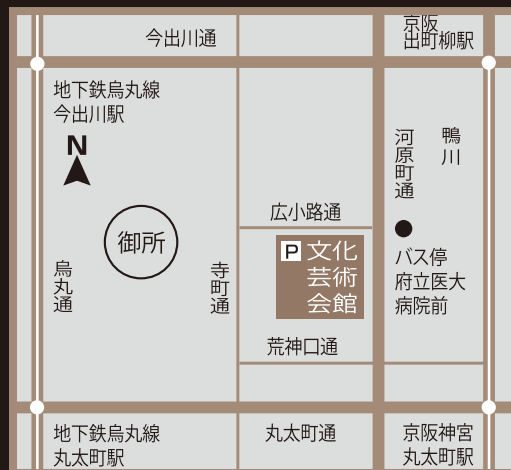 今出川通
京阪
出町柳駅
地下鉄烏丸線
今出川駅
N
河原町通
鴨川
広小路通
御所
P 文化
芸術
会館
バス停
府立医大
病院前
烏丸通
寺町通
荒神口通
地下鉄烏丸線
丸太町駅
丸太町通
京阪神宮
丸太町駅